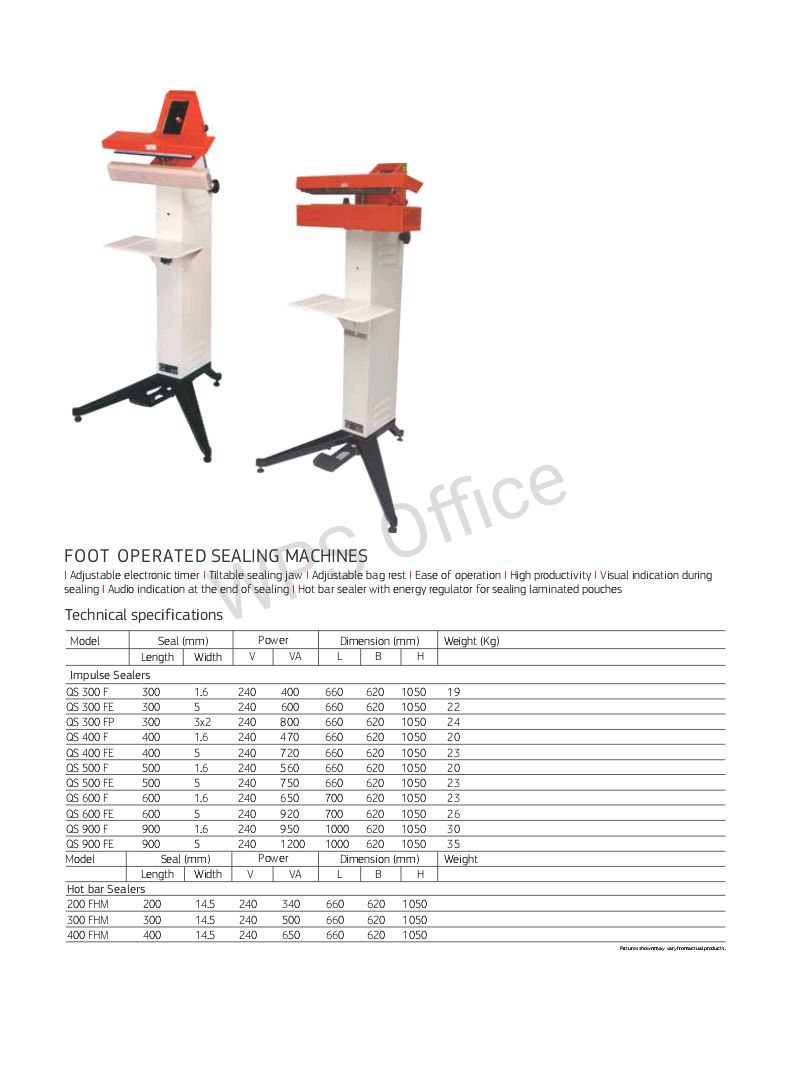 WPS Office
FOOT OPERATED SEALING MACHINES
I Adjustable electronic timer I Tiltable sealing jaw I Adjustable bag rest I Ease of operation I High productivity I Visual indication during
sealing I Audio indication at the end of sealing I Hot bar sealer with energy regulator for sealing laminated pouches
Technical specifications
Model Seal (mm) Power Dimension (mm) Weight (Kg)
Length Width V VA L B H
Impulse Sealers
QS 300 F 300 1.6 240 400 660 620 1050 19
QS 300 FE 300 5 240 600 660 620 1050 22
QS 300 FP 300 3x2 240 800 660 620 1050 24
QS 400 F 400 1.6 240 470 660 620 1050 20
QS 400 FE 400 5 240 720 660 620 1050 23
QS 500 F 500 1.6 240 560 660 620 1050 20
QS 500 FE 500 5 240 750 660 620 1050 23
QS 600 F 600 1.6 240 650 700 620 1050 23
QS 600 FE 600 5 240 920 700 620 1050 26
QS 900 F 900 1.6 240 950 1000 620 1050 30
QS 900 FE 900 5 240 1200 1000 620 1050 35
Model Seal (mm) Power Dimension (mm) Weight
Length Width V VA L B H
Hot bar Sealers
200 FHM 200 14.5 240 340 660 620 1050
300 FHM 300 14.5 240 500 660 620 1050
400 FHM 400 14.5 240 650 660 620 1050
Pictures shown may vary from actual products.